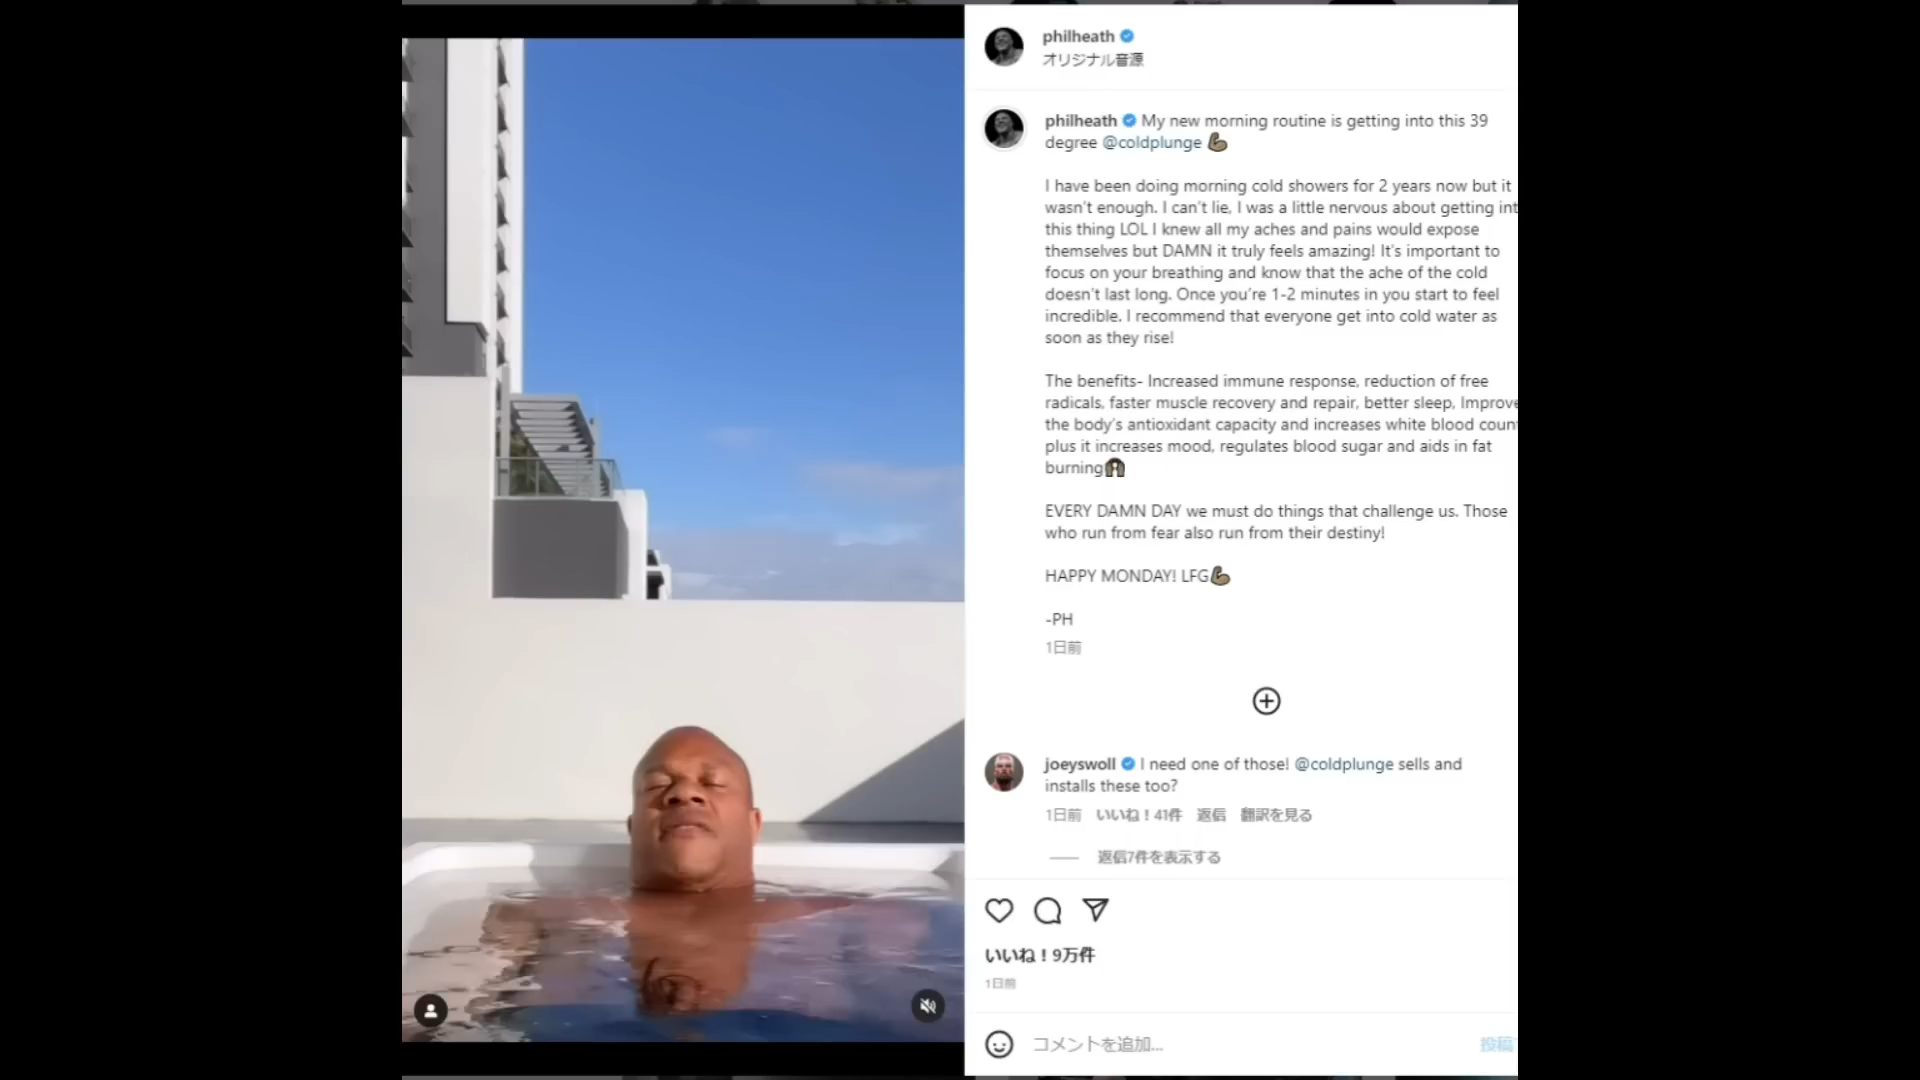 philheath
オリジナル音源
philheath My new morning routine is getting into this 39
degree @coldplunge
I have been doing morning cold showers for 2 years now but it
wasn't enough. I can't lie, I was a little nervous about getting int
this thing LOL I knew all my aches and pains would expose
themselves but DAMN it truly feels amazing! It's important to
focus on your breathing and know that the ache of the cold
doesn't last long. Once you're 1-2 minutes in you start to feel
incredible. I recommend that everyone get into cold water as
soon as they rise!
The benefits- Increased immune response, reduction of free
radicals, faster muscle recovery and repair, better sleep, Improve
the body's antioxidant capacity and increases white blood coun
plus it increases mood, regulates blood sugar and aids in fat
burning
EVERY DAMN DAY we must do things that challenge us. Those
who run from fear also run from their destiny!
HAPPY MONDAY! LFG
-PH
1日前
joeyswoll I need one of those! @coldplunge sells and
installs these too?
1日前 いいね！41件 返信 翻訳を見る
返信7件を表示する
いいね！9万件
1日前
コメントを追加... 投稿